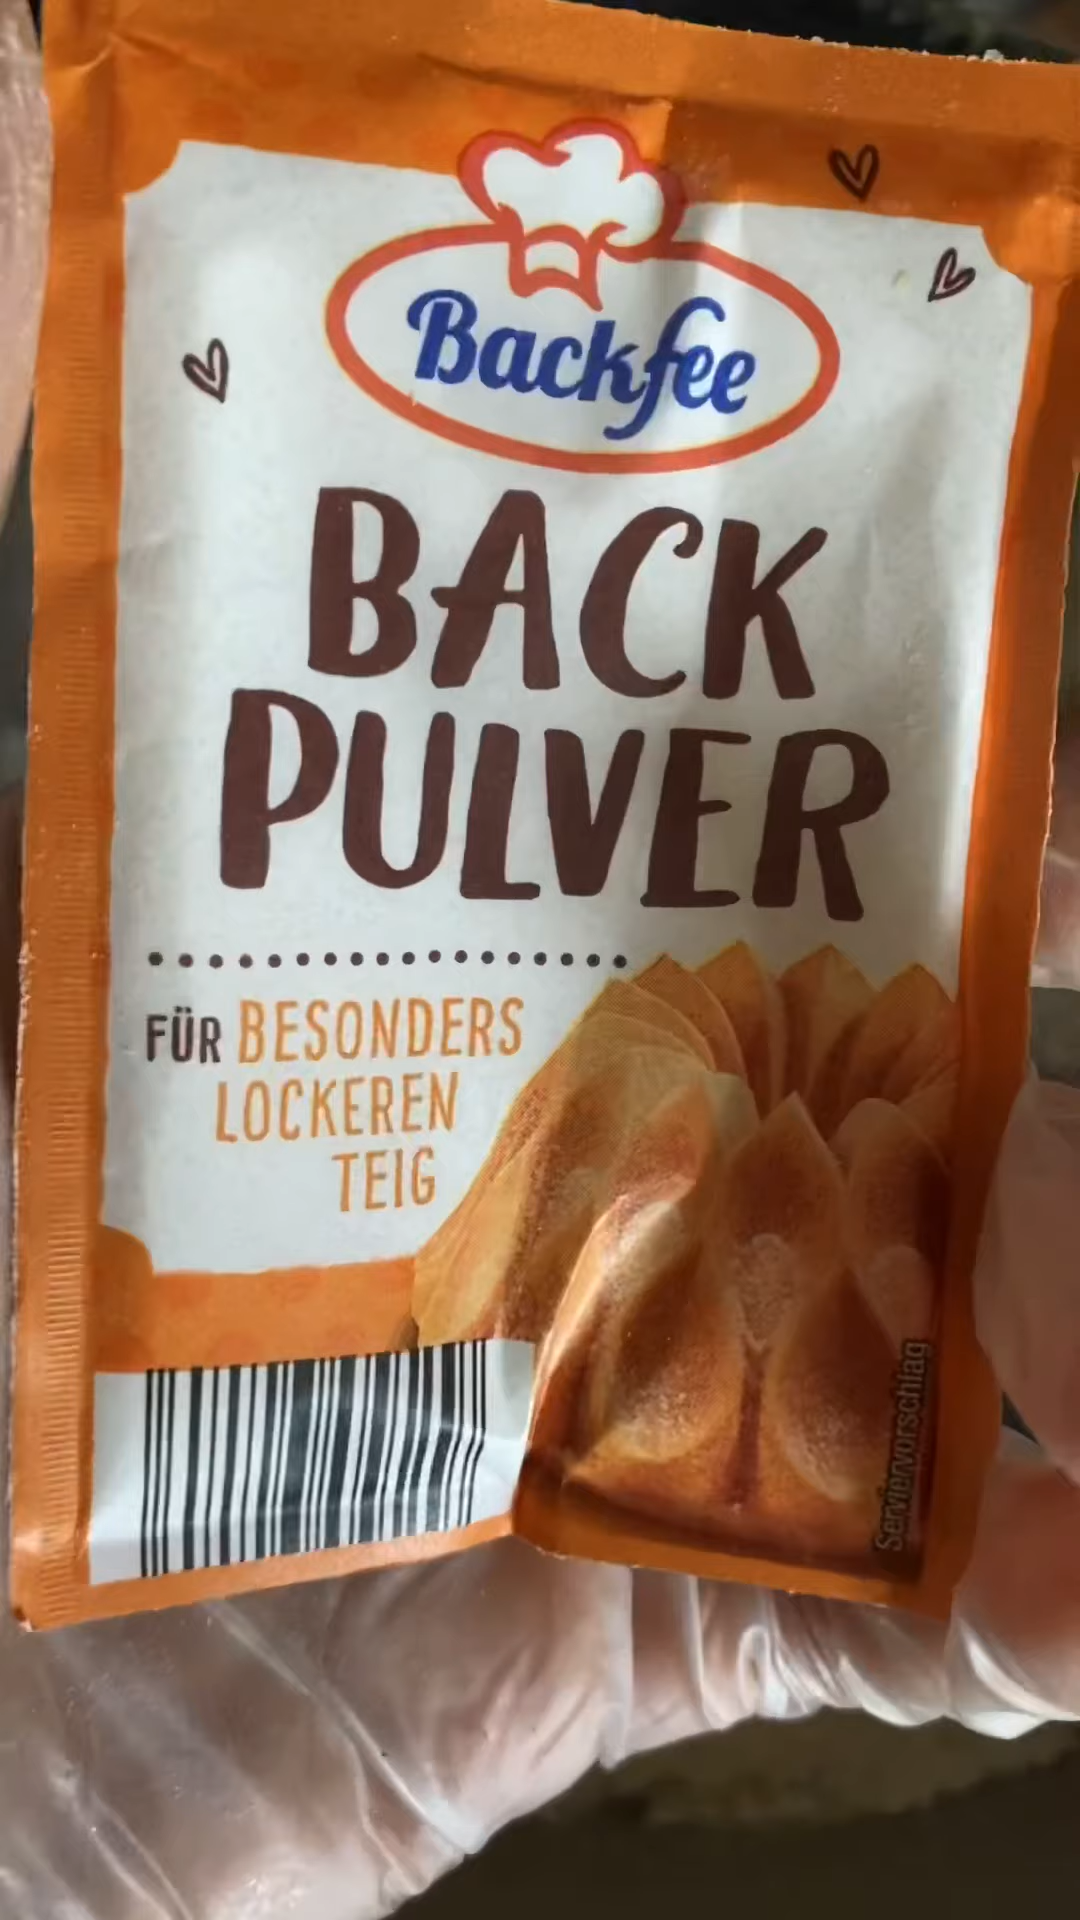 Backfee
BACK
PULVER
FÜR BESONDERS
LOCKEREN
TEIG
Serviervorschlag